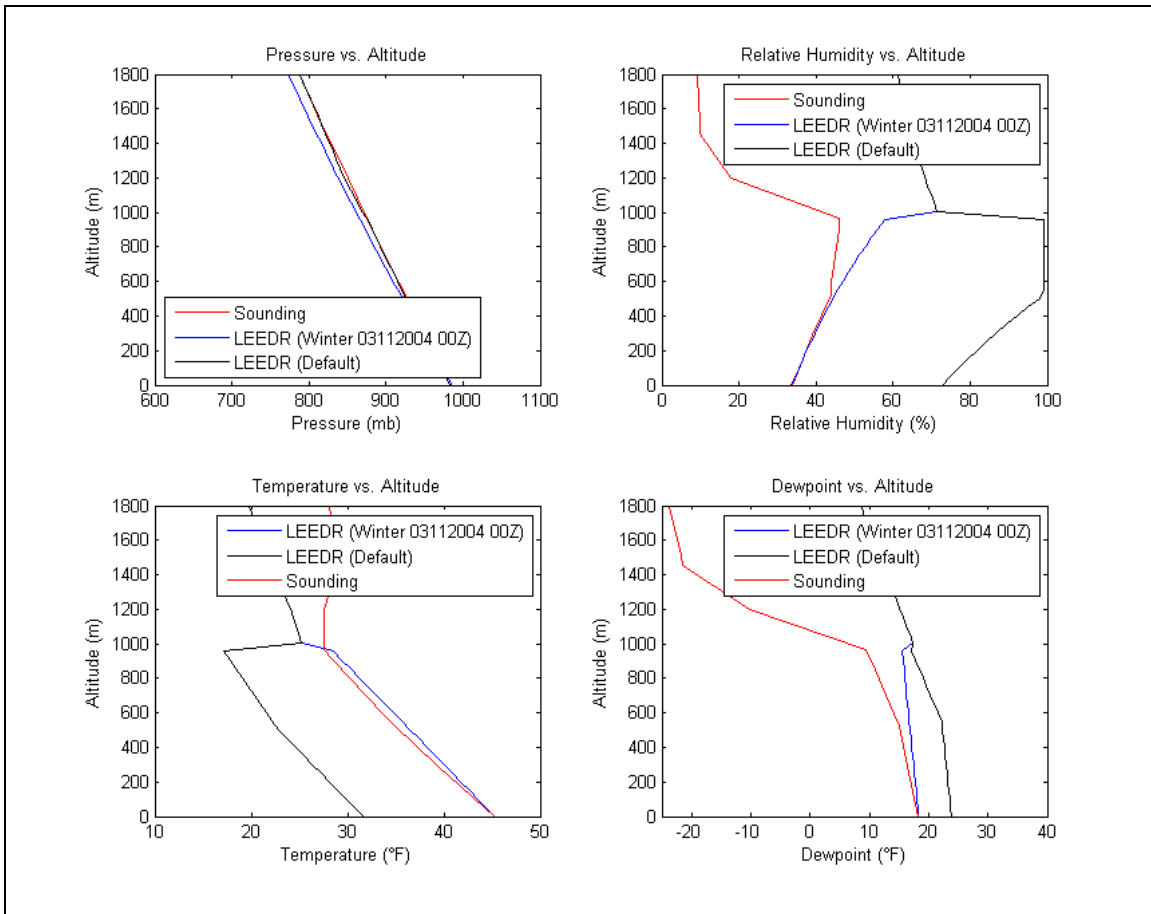 Pressure vs. Altitude
1800
1600
1400
1200
1000
800
600
400
200
0
Altitude (m)
Sounding
LEEDR (Winter 03112004 00Z)
LEEDR (Default)
600 700 800 900 1000 1100
Pressure (mb)
Relative Humidity vs. Altitude
1800
1600
1400
1200
1000
800
600
400
200
0
Altitude (m)
Sounding
LEEDR (Winter 03112004 00Z)
LEEDR (Default)
0 20 40 60 80 100
Relative Humidity (%)
Temperature vs. Altitude
1800
1600
1400
1200
1000
800
600
400
200
0
Altitude (m)
LEEDR (Winter 03112004 00Z)
LEEDR (Default)
Sounding
10 20 30 40 50
Temperature (°F)
Dewpoint vs. Altitude
1800
1600
1400
1200
1000
800
600
400
200
0
Altitude (m)
LEEDR (Winter 03112004 00Z)
LEEDR (Default)
Sounding
-20 -10 0 10 20 30 40
Dewpoint (°F)